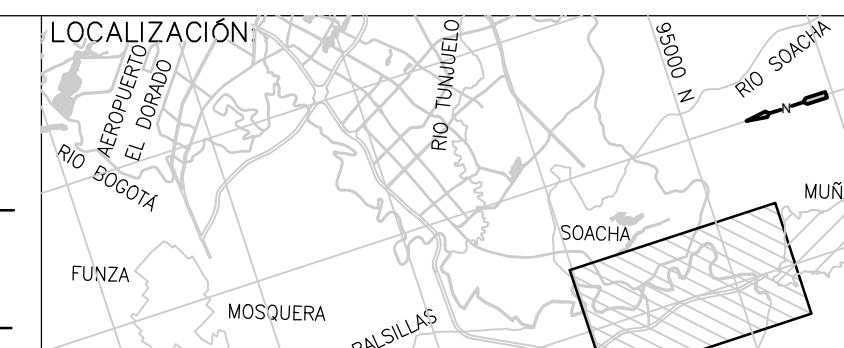 LOCALIZACIÓN:
AEROPUERTO
EL DORADO
RIO BOGOTÁ
RIO TUNJUELO
95000 N
RIO SOACHA
N
MUÑ
SOACHA
FUNZA
MOSQUERA
BALSILLAS